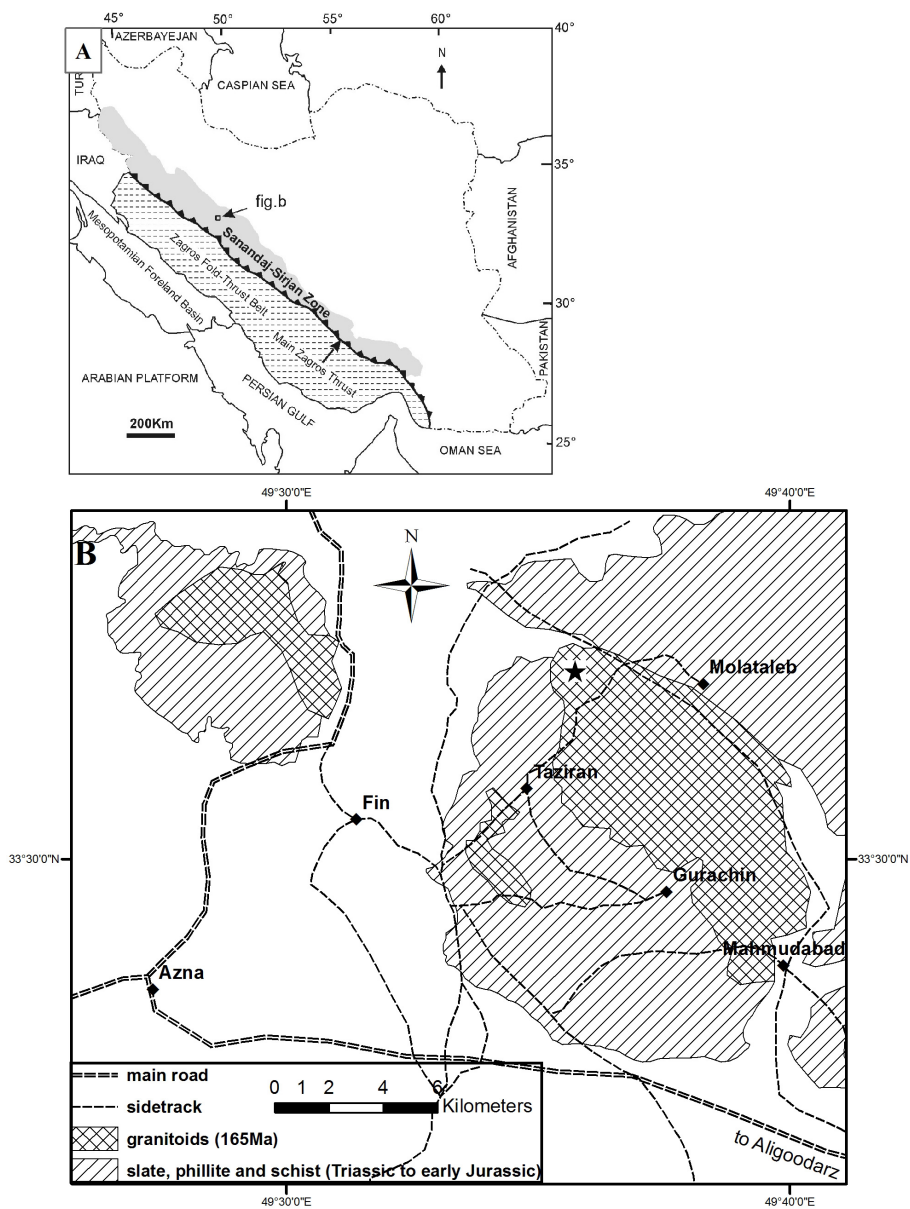 45°
50°
55°
60°
40°
A
AZERBAYEJAN
N
CASPIAN SEA
TUR
IRAQ
35°
fig.b
AFGHANISTAN
Sanandaj-Sirjan Zone
Zagros Fold-Thrust Belt
Mesopotamian Foreland Basin
30°
Main Zagros Thrust
PAKISTAN
ARABIAN PLATFORM
PERSIAN GULF
200Km
OMAN SEA
25°
49°30'0"E
49°40'0"E
B
N
Molataleb
Taziran
Fin
33°30'0"N
33°30'0"N
Gurachin
Mahmudabad
Azna
main road
0 1 2 4 6
Kilometers
sidetrack
granitoids (165Ma)
slate, phillite and schist (Triassic to early Jurassic)
to Aligoodarz
49°30'0"E
49°40'0"E